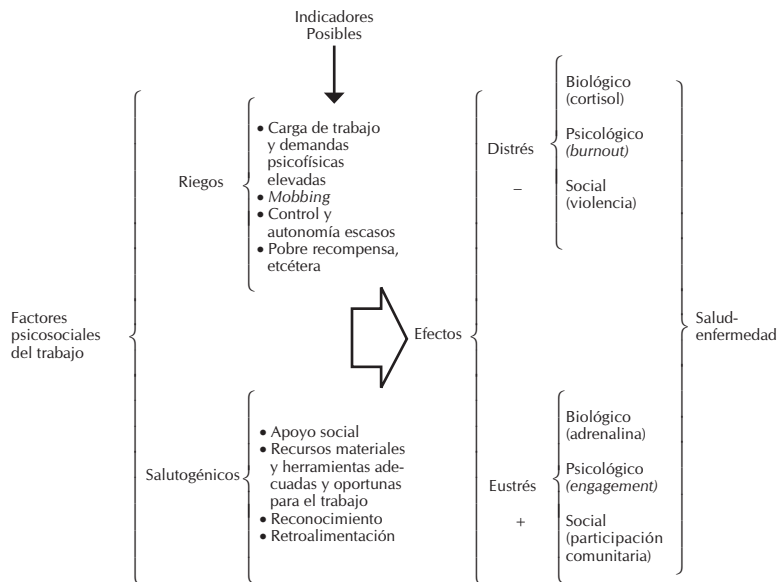 Indicadores
Posibles
Factores
psicosociales
del trabajo
Riegos
• Carga de trabajo
y demandas
psicofísicas
elevadas
• Mobbing
• Control y
autonomía escasos
• Pobre recompensa,
etcétera
Salutogénicos
• Apoyo social
• Recursos materiales
y herramientas ade-
cuadas y oportunas
para el trabajo
• Reconocimiento
• Retroalimentación
Efectos
Distrés
–
Biológico
(cortisol)
Psicológico
(burnout)
Social
(violencia)
Eustrés
+
Biológico
(adrenalina)
Psicológico
(engagement)
Social
(participación
comunitaria)
Salud-
enfermedad